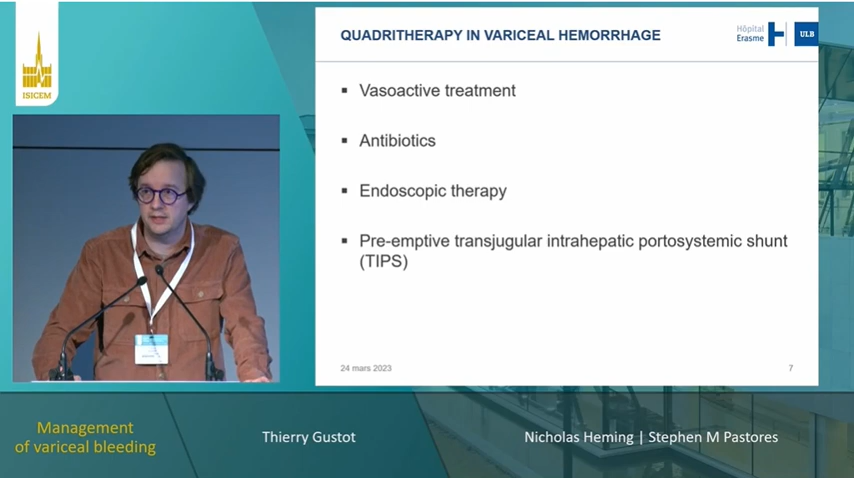 ISICEM
QUADRITHERAPY IN VARICEAL HEMORRHAGE
Hôpital
Erasme
ULB
▪ Vasoactive treatment
▪ Antibiotics
▪ Endoscopic therapy
▪ Pre-emptive transjugular intrahepatic portosystemic shunt
(TIPS)
24 mars 2023
7
Management
of variceal bleeding
Thierry Gustot
Nicholas Heming | Stephen M Pastores